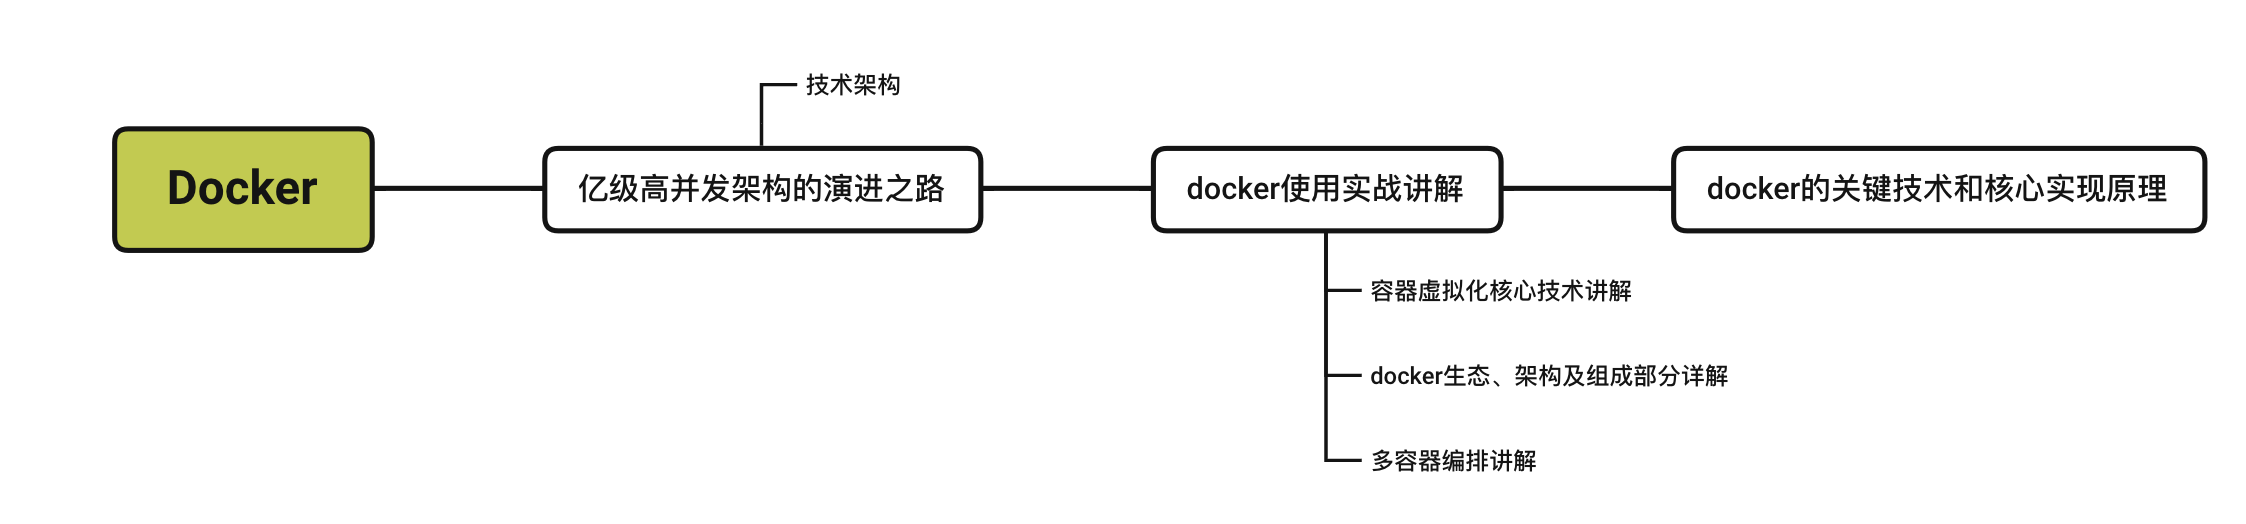 技术架构
Docker
亿级高并发架构的演进之路
docker使用实战讲解
docker的关键技术和核心实现原理
容器虚拟化核心技术讲解
docker生态、架构及组成部分详解
多容器编排讲解